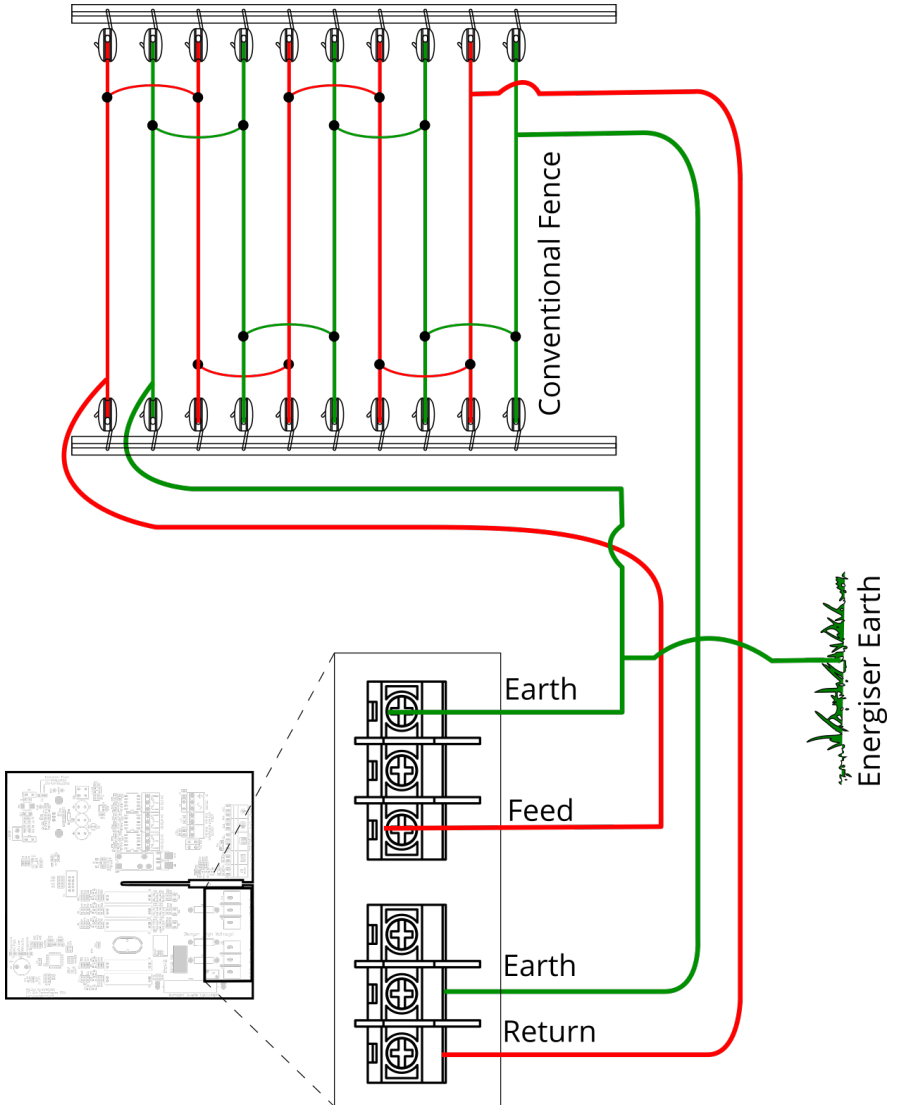 Conventional Fence
Earth
Feed
Earth
Return
Energiser Earth